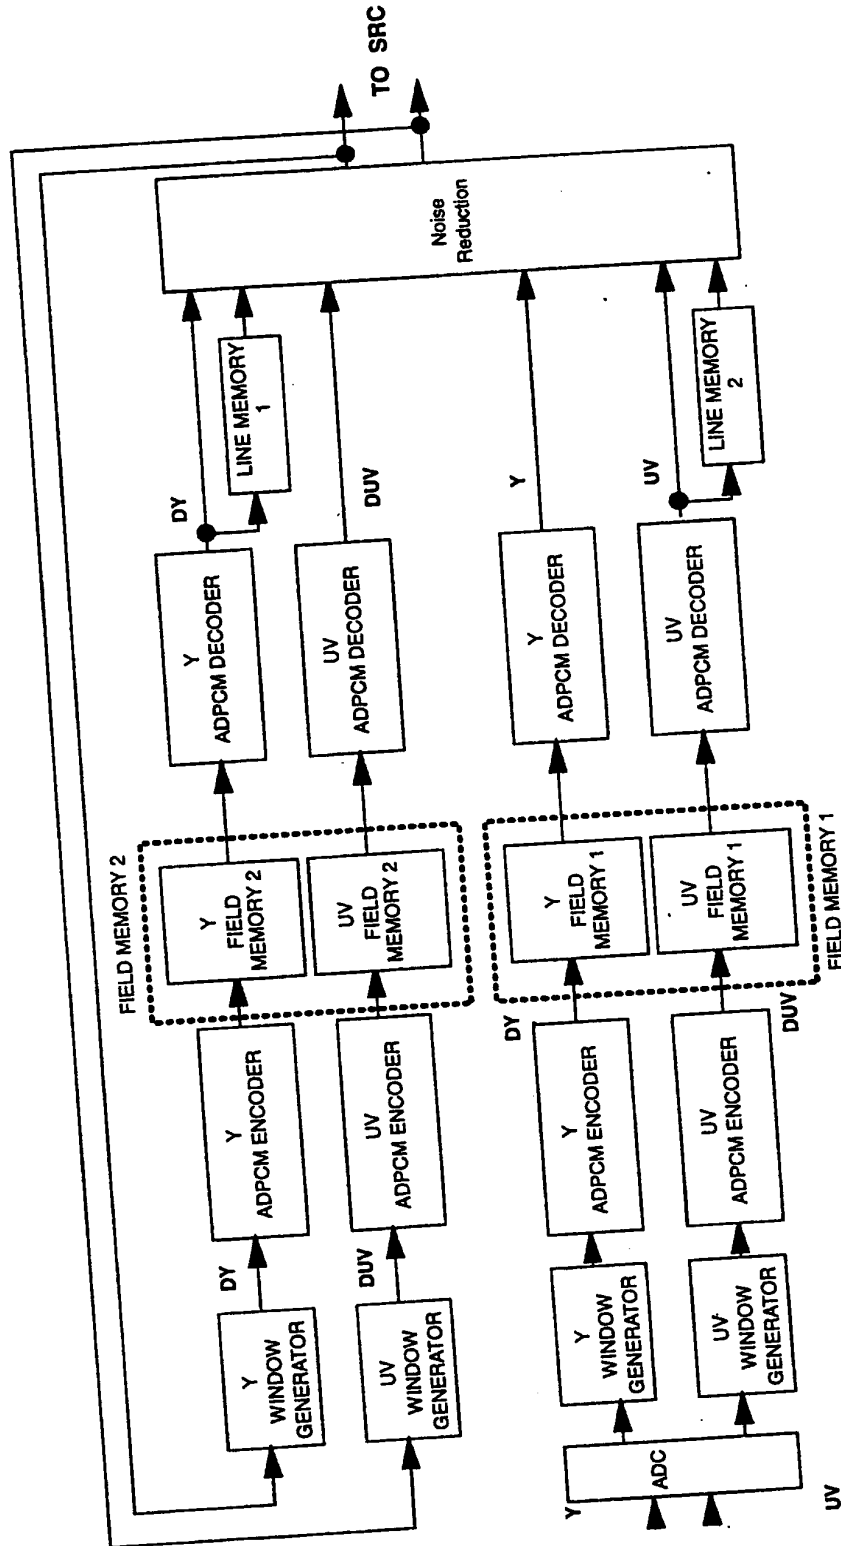 TO SRC
Noise
Reduction
DY
LINE MEMORY
1
DUV
Y
UV
LINE MEMORY
2
Y
ADPCM DECODER
UV
ADPCM DECODER
Y
ADPCM DECODER
UV
ADPCM DECODER
FIELD MEMORY 2
Y
FIELD
MEMORY 2
UV
FIELD
MEMORY 2
Y
FIELD
MEMORY 1
UV
FIELD
MEMORY 1
FIELD MEMORY 1
Y
ADPCM ENCODER
UV
ADPCM ENCODER
DY
Y
ADPCM ENCODER
UV
ADPCM ENCODER
DUV
DY
DUV
Y
WINDOW
GENERATOR
UV
WINDOW
GENERATOR
Y
WINDOW
GENERATOR
UV
WINDOW
GENERATOR
Y
ADC
UV